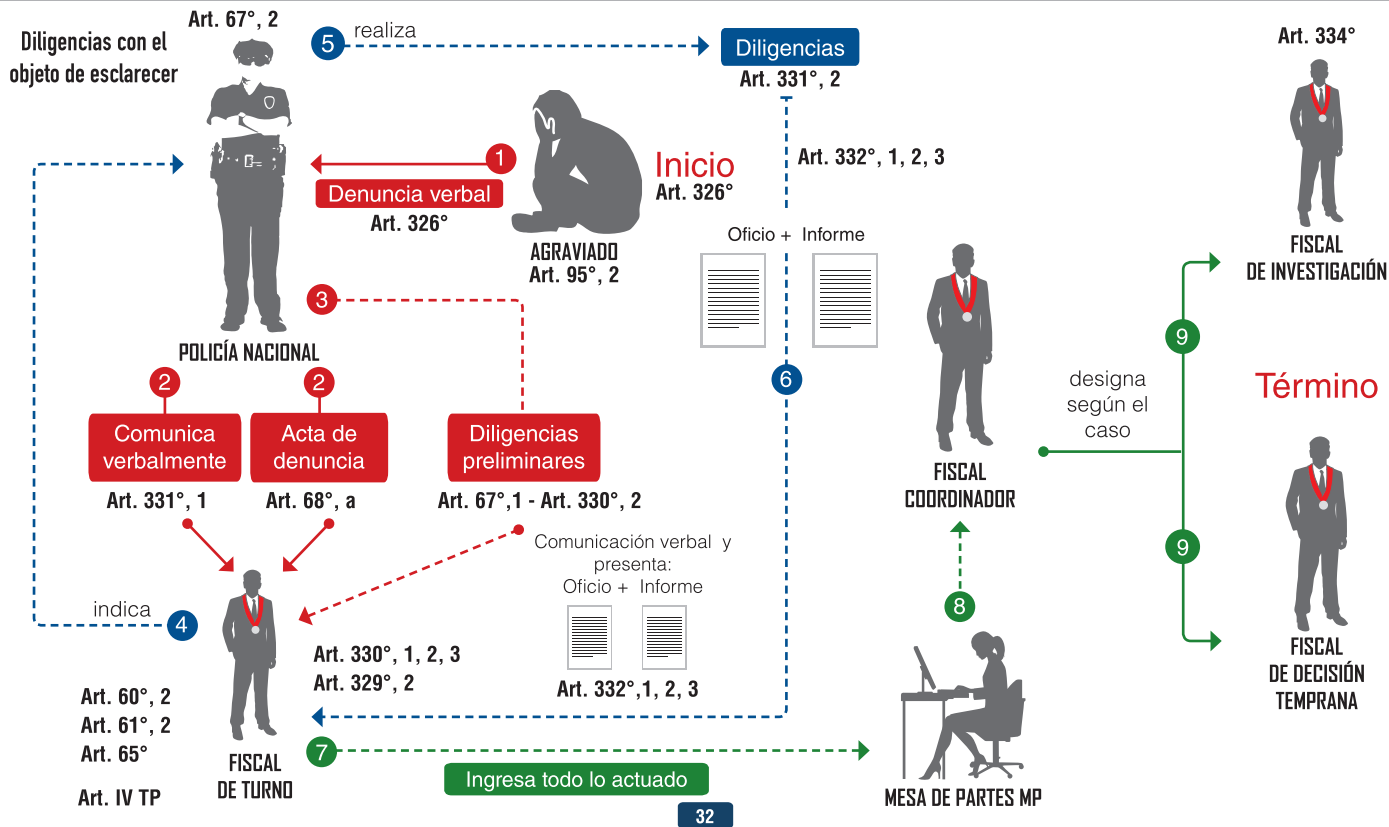 Art. 67°, 2
Diligencias con el
objeto de esclarecer
5
realiza
Diligencias
Art. 331°, 2
Art. 334°
1
Denuncia verbal
Art. 326°
Inicio
Art. 326°
AGRAVIADO
Art. 95°, 2
Art. 332°, 1, 2, 3
Oficio + Informe
FISCAL
DE INVESTIGACIÓN
3
POLICÍA NACIONAL
2
2
Comunica
verbalmente
Art. 331°, 1
Acta de
denuncia
Art. 68°, a
Diligencias
preliminares
Art. 67°,1 - Art. 330°, 2
6
FISCAL
COORDINADOR
designa
según el
caso
9
Término
9
Comunicación verbal y
presenta:
Oficio + Informe
Art. 332°,1, 2, 3
indica
4
Art. 330°, 1, 2, 3
Art. 329°, 2
Art. 60°, 2
Art. 61°, 2
Art. 65°
Art. IV TP
FISCAL
DE TURNO
7
Ingresa todo lo actuado
8
MESA DE PARTES MP
FISCAL
DE DECISIÓN
TEMPRANA
32